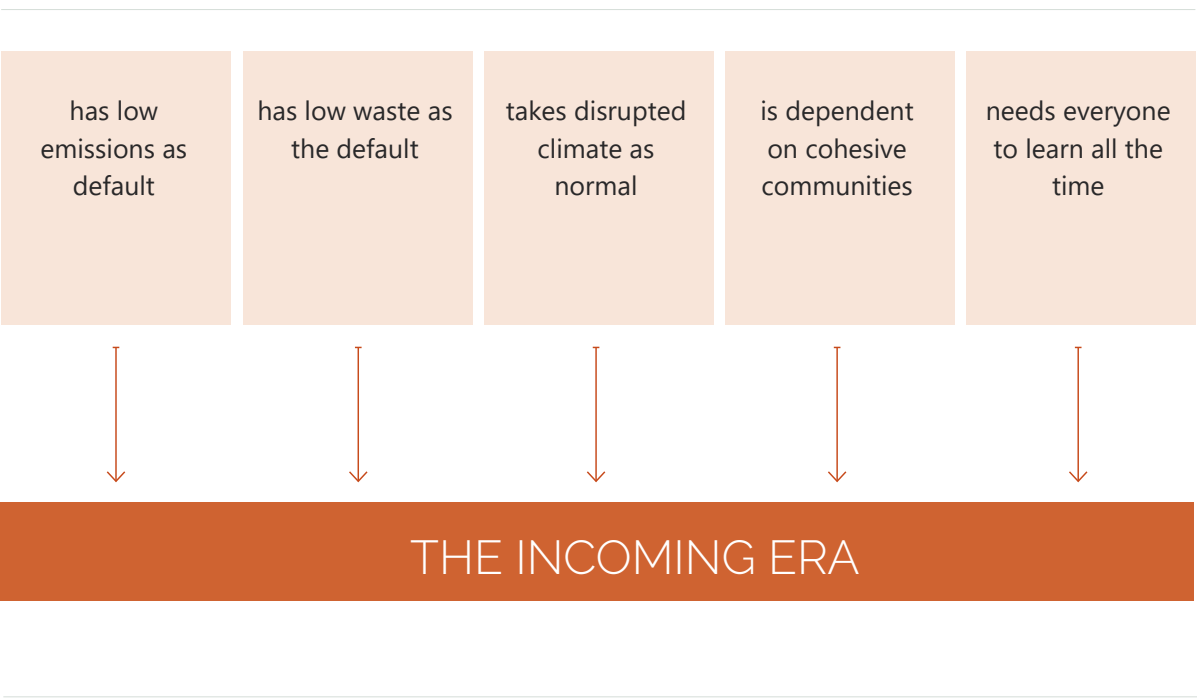 has low
emissions as
default
has low waste as
the default
takes disrupted
climate as
normal
is dependent
on cohesive
communities
needs everyone
to learn all the
time
THE INCOMING ERA